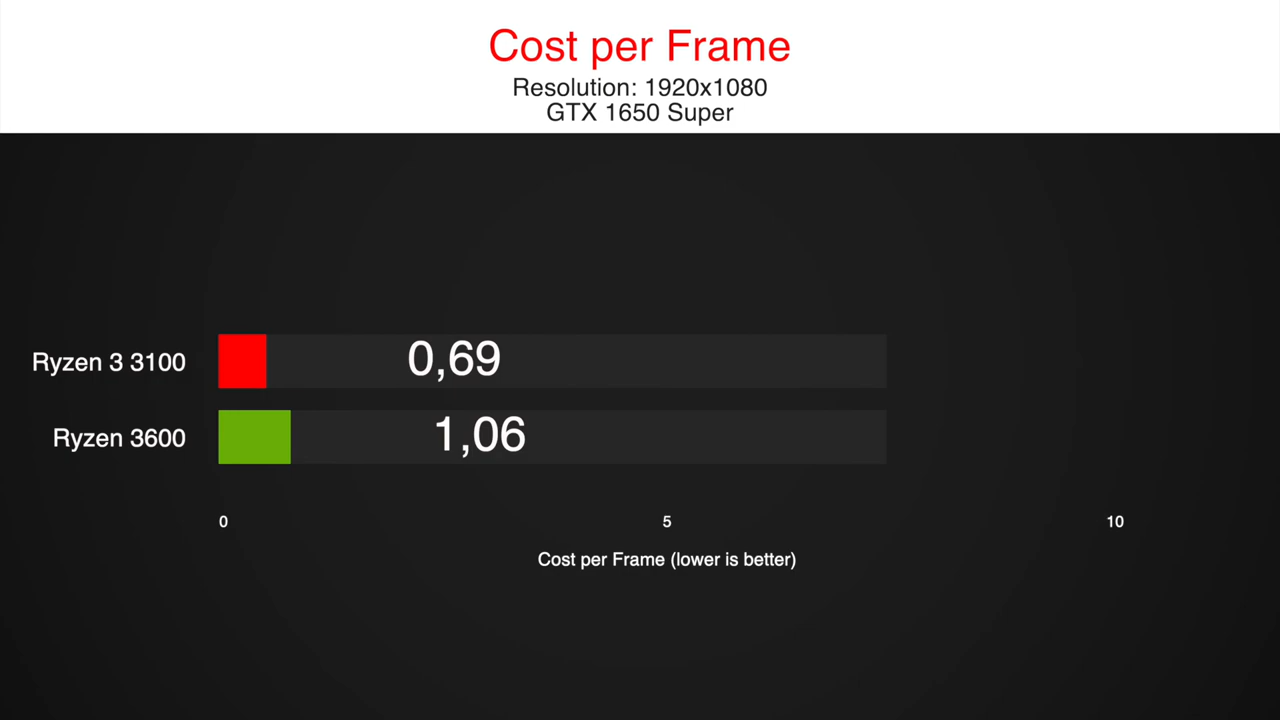 Cost per Frame
Resolution: 1920x1080
GTX 1650 Super
Ryzen 3 3100
0,69
Ryzen 3600
1,06
0
5
10
Cost per Frame (lower is better)